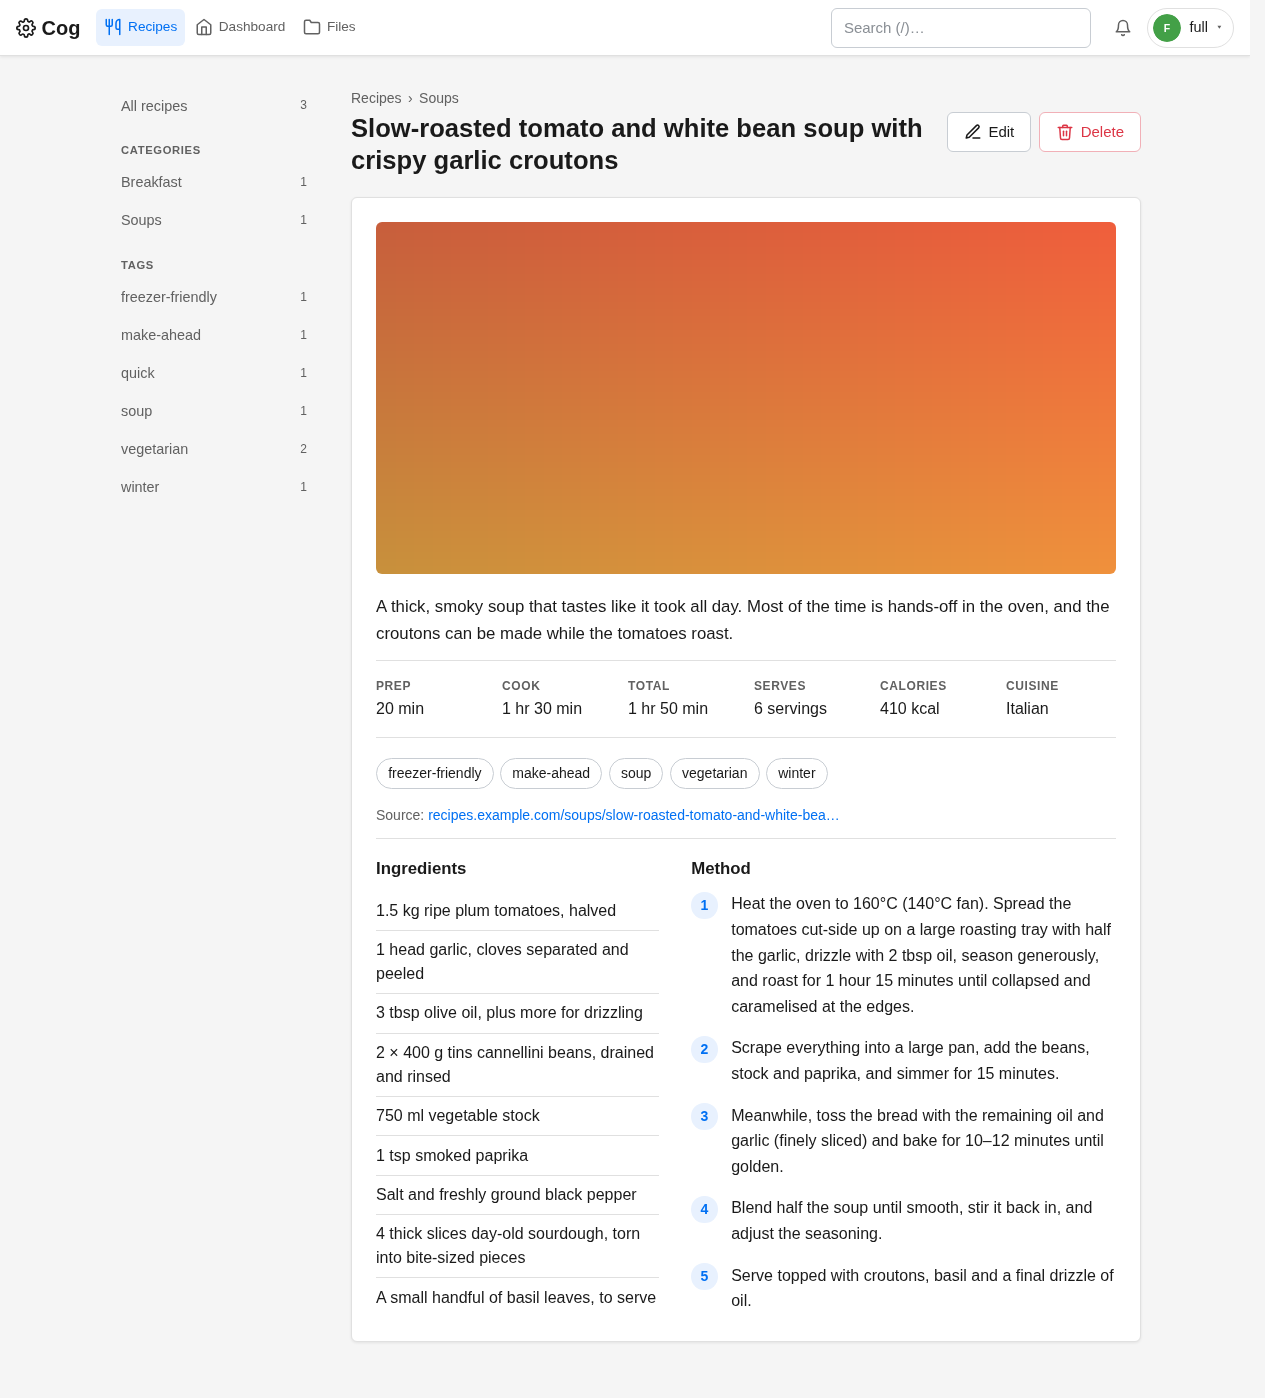 Cog
Recipes
Dashboard
Files
Search (/)…
F
full
All recipes 3
CATEGORIES
Breakfast 1
Soups 1
TAGS
freezer-friendly 1
make-ahead 1
quick 1
soup 1
vegetarian 2
winter 1
Recipes › Soups
Slow-roasted tomato and white bean soup with
crispy garlic croutons
Edit
Delete
A thick, smoky soup that tastes like it took all day. Most of the time is hands-off in the oven, and the
croutons can be made while the tomatoes roast.
PREP
20 min
COOK
1 hr 30 min
TOTAL
1 hr 50 min
SERVES
6 servings
CALORIES
410 kcal
CUISINE
Italian
freezer-friendly
make-ahead
soup
vegetarian
winter
Source: recipes.example.com/soups/slow-roasted-tomato-and-white-bea…
Ingredients
1.5 kg ripe plum tomatoes, halved
1 head garlic, cloves separated and
peeled
3 tbsp olive oil, plus more for drizzling
2 × 400 g tins cannellini beans, drained
and rinsed
750 ml vegetable stock
1 tsp smoked paprika
Salt and freshly ground black pepper
4 thick slices day-old sourdough, torn
into bite-sized pieces
A small handful of basil leaves, to serve
Method
1 Heat the oven to 160°C (140°C fan). Spread the
tomatoes cut-side up on a large roasting tray with half
the garlic, drizzle with 2 tbsp oil, season generously,
and roast for 1 hour 15 minutes until collapsed and
caramelised at the edges.
2 Scrape everything into a large pan, add the beans,
stock and paprika, and simmer for 15 minutes.
3 Meanwhile, toss the bread with the remaining oil and
garlic (finely sliced) and bake for 10–12 minutes until
golden.
4 Blend half the soup until smooth, stir it back in, and
adjust the seasoning.
5 Serve topped with croutons, basil and a final drizzle of
oil.